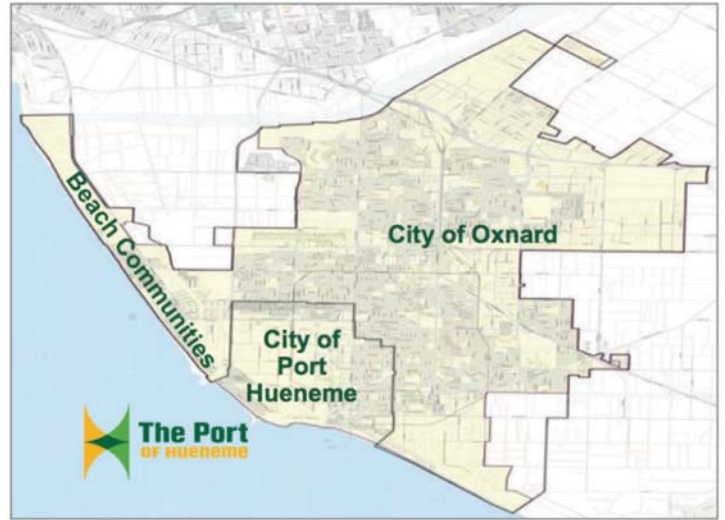 City of Oxnard
Beach Communities
City of
Port
Hueneme
The Port
OF HUENEME